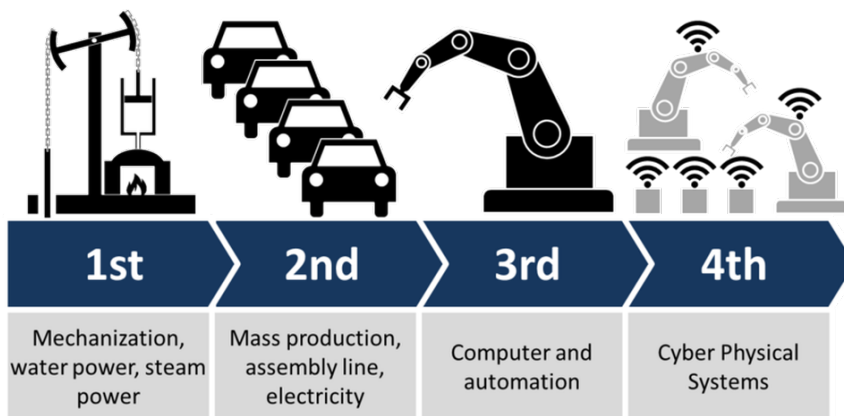 1st
2nd
3rd
4th
Mechanization,
water power, steam
power
Mass production,
assembly line,
electricity
Computer and
automation
Cyber Physical
Systems